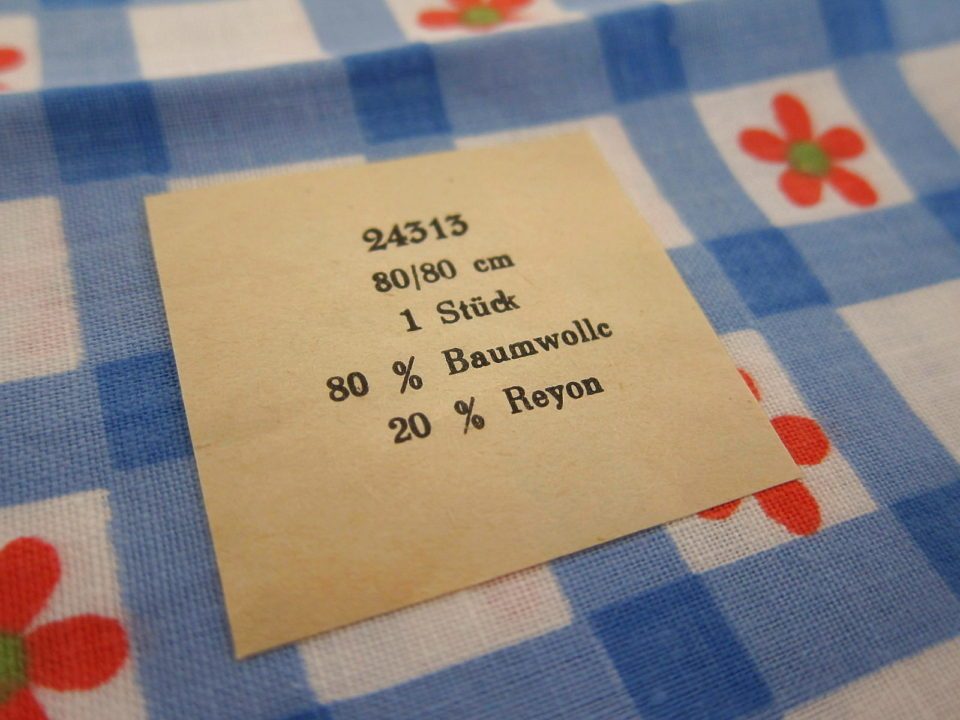 24313
80/80 cm
1 Stück
80 % Baumwolle
20 % Reyon